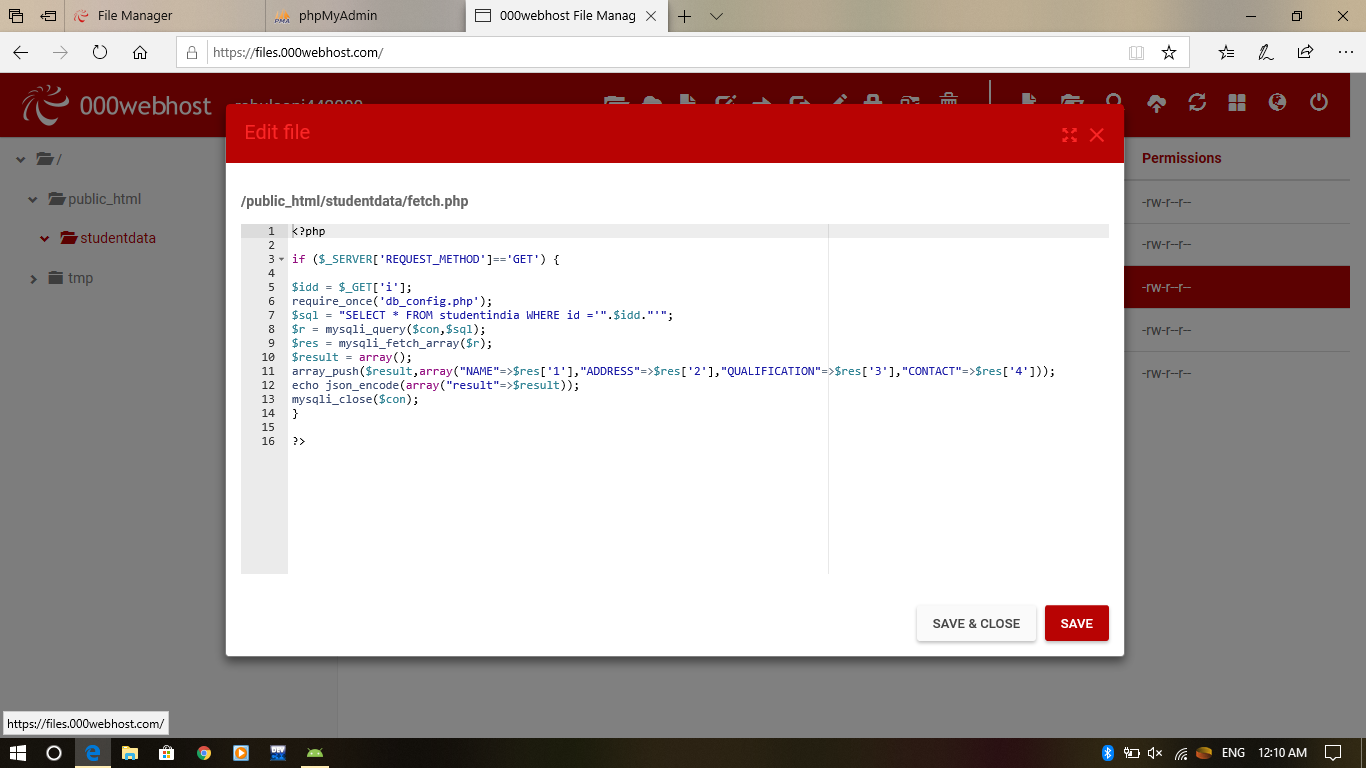 File Manager
phpMyAdmin
000webhost File Manag
https://files.000webhost.com/
000webhost
Edit file
/
public_html
studentdata
tmp
Permissions
-rw-r--r--
-rw-r--r--
-rw-r--r--
-rw-r--r--
-rw-r--r--
/public_html/studentdata/fetch.php
1 <?php
2
3 if ($_SERVER['REQUEST_METHOD']=='GET') {
4
5 $idd = $_GET['i'];
6 require_once('db_config.php');
7 $sql = "SELECT * FROM studentindia WHERE id ='".$idd."'";
8 $r = mysqli_query($con,$sql);
9 $res = mysqli_fetch_array($r);
10 $result = array();
11 array_push($result,array("NAME"=>$res['1'],"ADDRESS"=>$res['2'],"QUALIFICATION"=>$res['3'],"CONTACT"=>$res['4']));
12 echo json_encode(array("result"=>$result));
13 mysqli_close($con);
14 }
15
16 ?>
SAVE & CLOSE
SAVE
https://files.000webhost.com/
ENG
12:10 AM